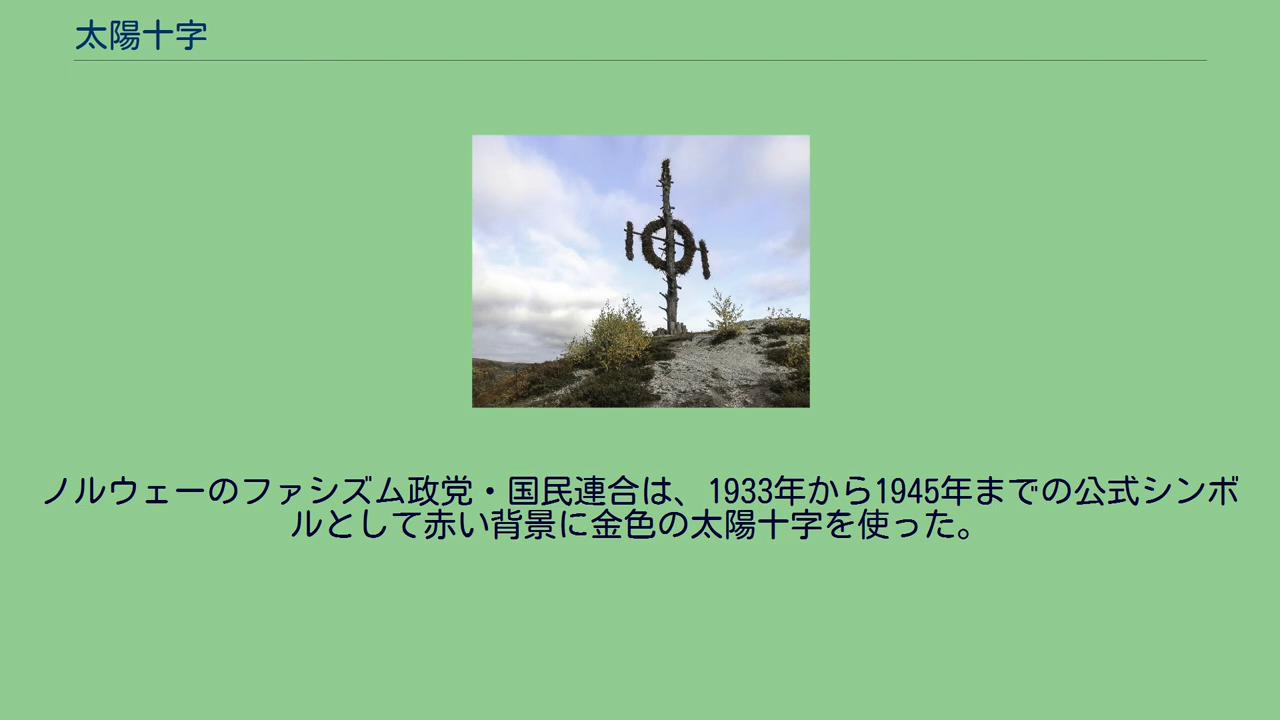 太陽十字
ノルウェーのファシズム政党・国民連合は、1933年から1945年までの公式シンボ
ルとして赤い背景に金色の太陽十字を使った。